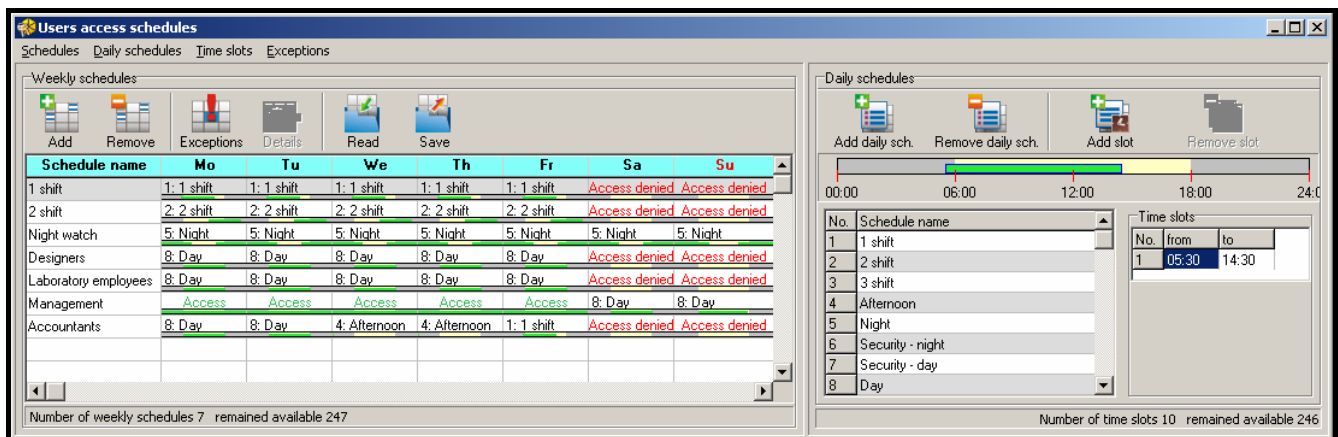 Users access schedules
Schedules Daily schedules Time slots Exceptions
Weekly schedules
Add Remove Exceptions Details Read Save
Schedule name Mo Tu We Th Fr Sa Su
1 shift 1: 1 shift 1: 1 shift 1: 1 shift 1: 1 shift 1: 1 shift Access denied Access denied
2 shift 2: 2 shift 2: 2 shift 2: 2 shift 2: 2 shift 2: 2 shift Access denied Access denied
Night watch 5: Night 5: Night 5: Night 5: Night 5: Night 5: Night 5: Night
Designers 8: Day 8: Day 8: Day 8: Day 8: Day Access denied Access denied
Laboratory employees 8: Day 8: Day 8: Day 8: Day 8: Day Access denied Access denied
Management Access Access Access Access Access 8: Day 8: Day
Accountants 8: Day 8: Day 4: Afternoon 4: Afternoon 1: 1 shift Access denied Access denied
Number of weekly schedules 7 remained available 247
Daily schedules
Add daily sch. Remove daily sch. Add slot Remove slot
00:00 06:00 12:00 18:00 24:0
No. Schedule name
1 1 shift
2 2 shift
3 3 shift
4 Afternoon
5 Night
6 Security - night
7 Security - day
8 Day
Time slots
No. from to
1 05:30 14:30
Number of time slots 10 remained available 246